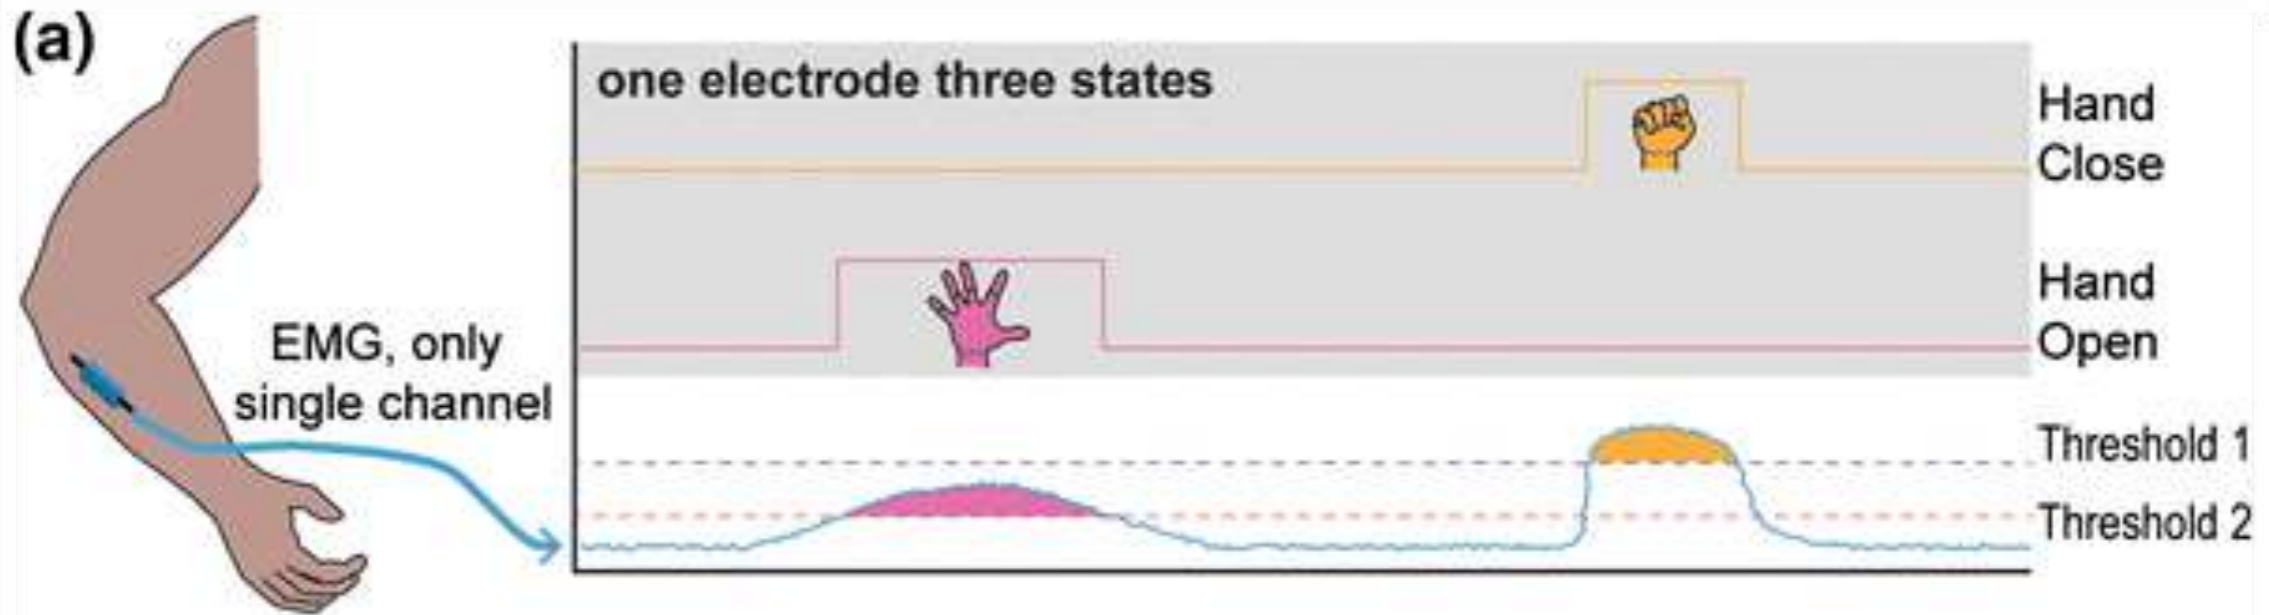 (a)
one electrode three states
Hand
Close
Hand
Open
EMG, only
single channel
Threshold 1
Threshold 2